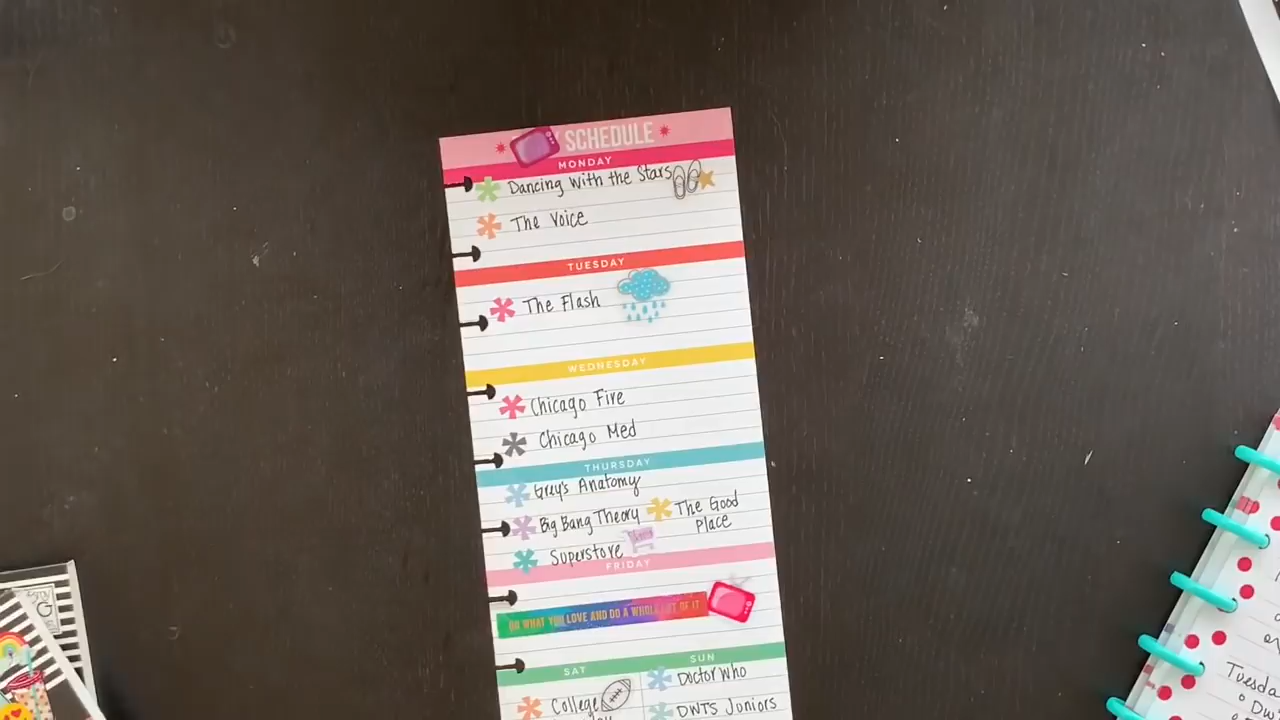 SCHEDULE
MONDAY
Dancing With the Stars
The Voice
TUESDAY
The Flash
WEDNESDAY
Chicago Fire
Chicago Med
THURSDAY
Grey's Anatomy
Big Bang Theory
The Good
Place
Superstore
FRIDAY
DO WHAT YOU LOVE AND DO A WHOLE LOT OF IT
SAT
SUN
College
Doctor Who
DWTS Juniors
Tuesda